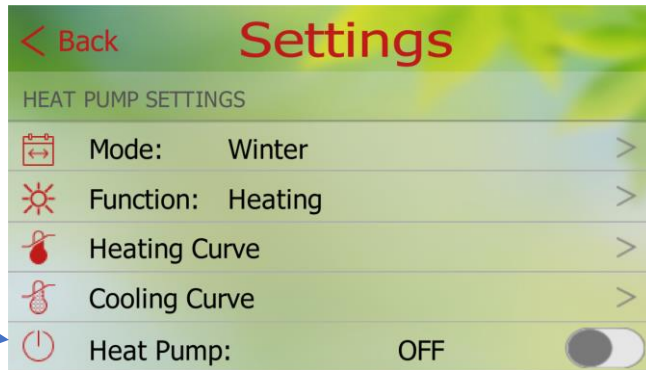 < Back Settings
HEAT PUMP SETTINGS
Mode: Winter >
Function: Heating >
Heating Curve >
Cooling Curve >
Heat Pump: OFF